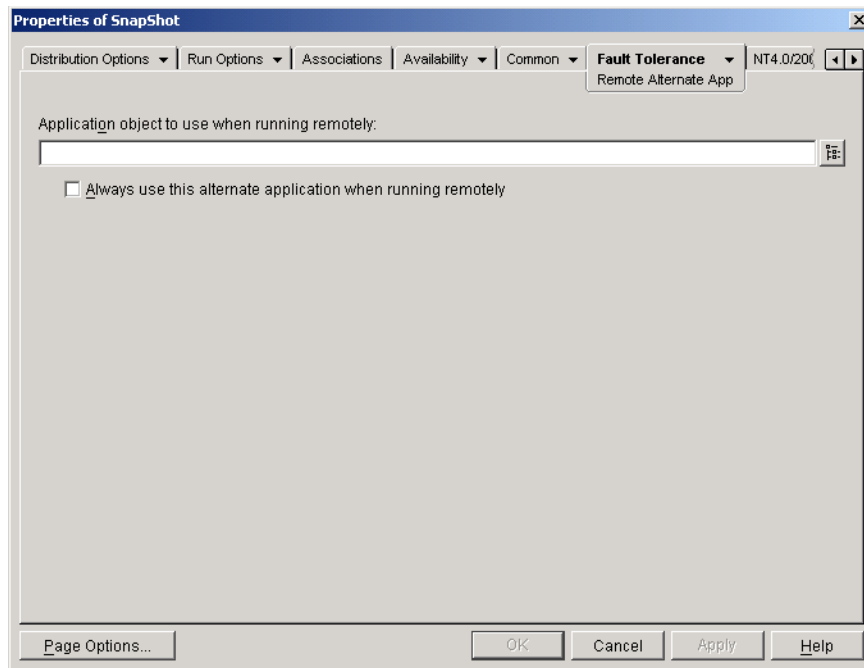 Properties of SnapShot
Distribution Options
Run Options
Associations
Availability
Common
Fault Tolerance
Remote Alternate App
Application object to use when running remotely:
Always use this alternate application when running remotely
Page Options...
OK
Cancel
Apply
Help